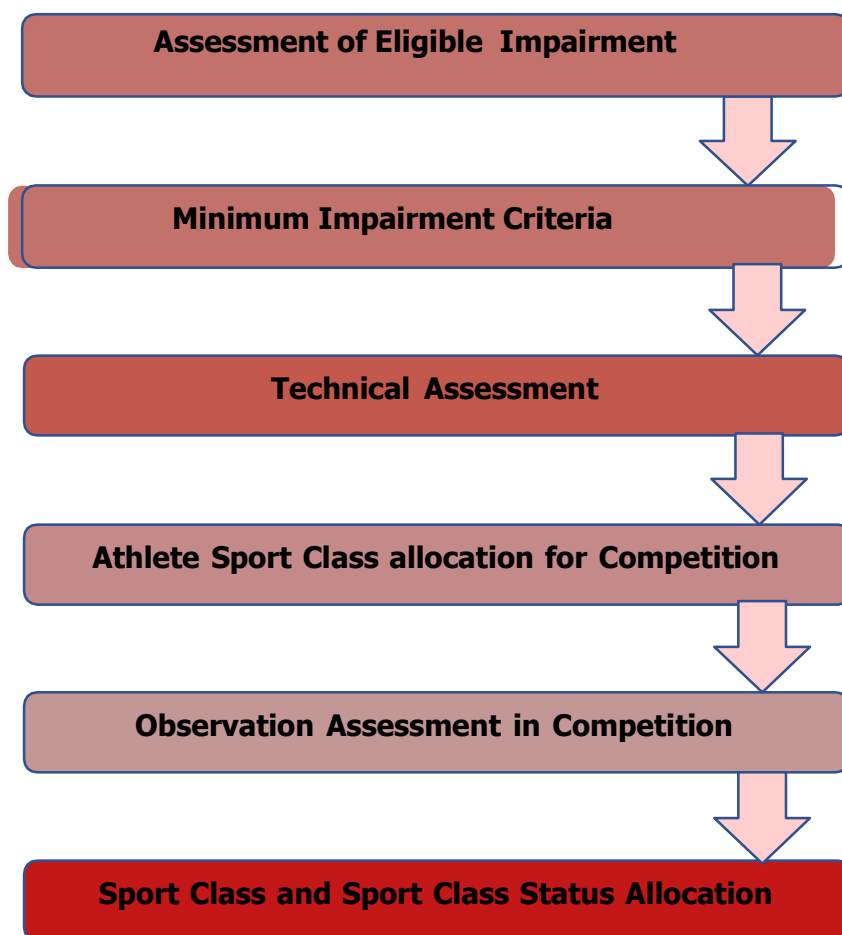 Assessment of Eligible Impairment
Minimum Impairment Criteria
Technical Assessment
Athlete Sport Class allocation for Competition
Observation Assessment in Competition
Sport Class and Sport Class Status Allocation